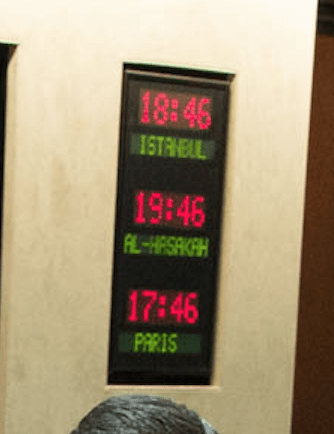 18:46
ISTANBUL
19:46
AL-HASAKAH
17:46
PARIS